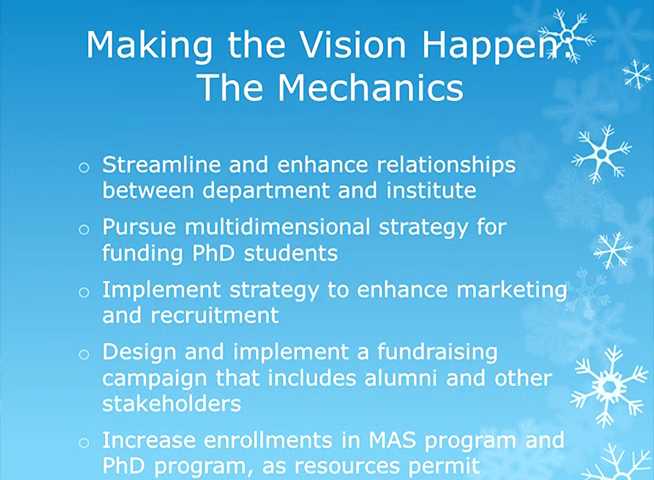 Making the Vision Happen:
The Mechanics
Streamline and enhance relationships
between department and institute
Pursue multidimensional strategy for
funding PhD students
Implement strategy to enhance marketing
and recruitment
Design and implement a fundraising
campaign that includes alumni and other
stakeholders
Increase enrollments in MAS program and
PhD program, as resources permit